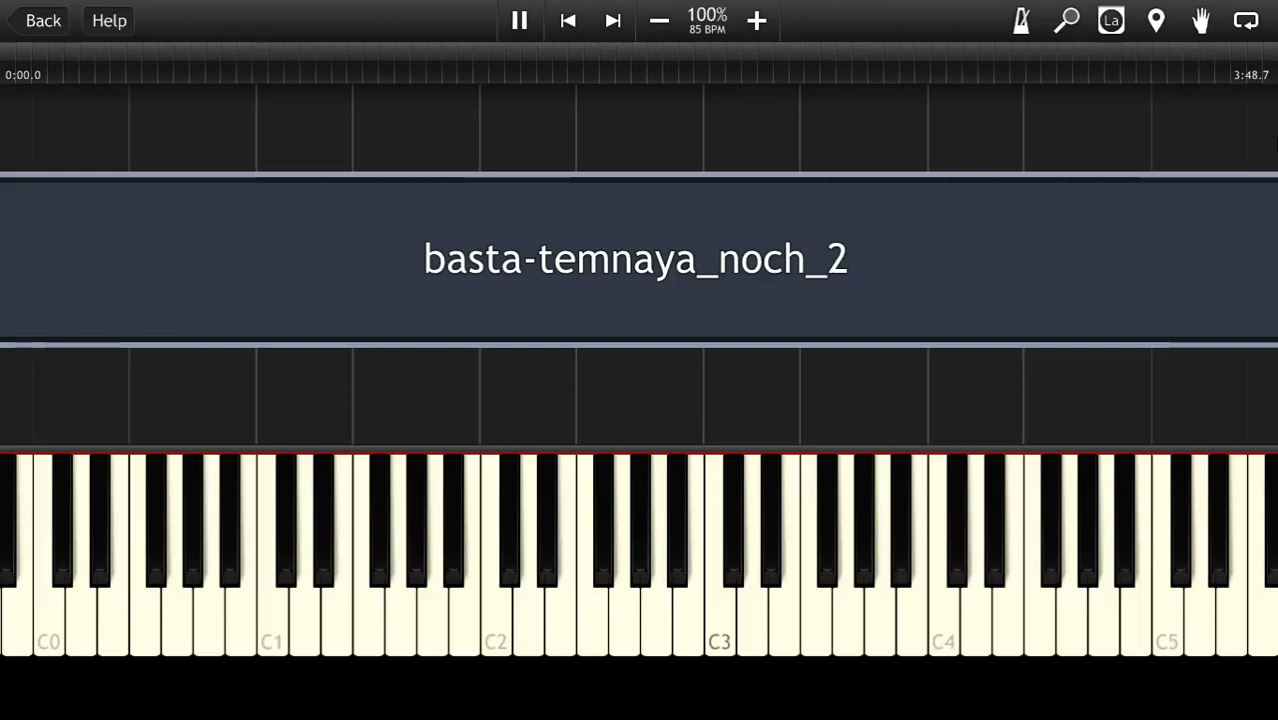 Back
Help
100%
85 BPM
La
0:00.0
3:48.7
basta-temnaya_noch_2
C0
C1
C2
C3
C4
C5